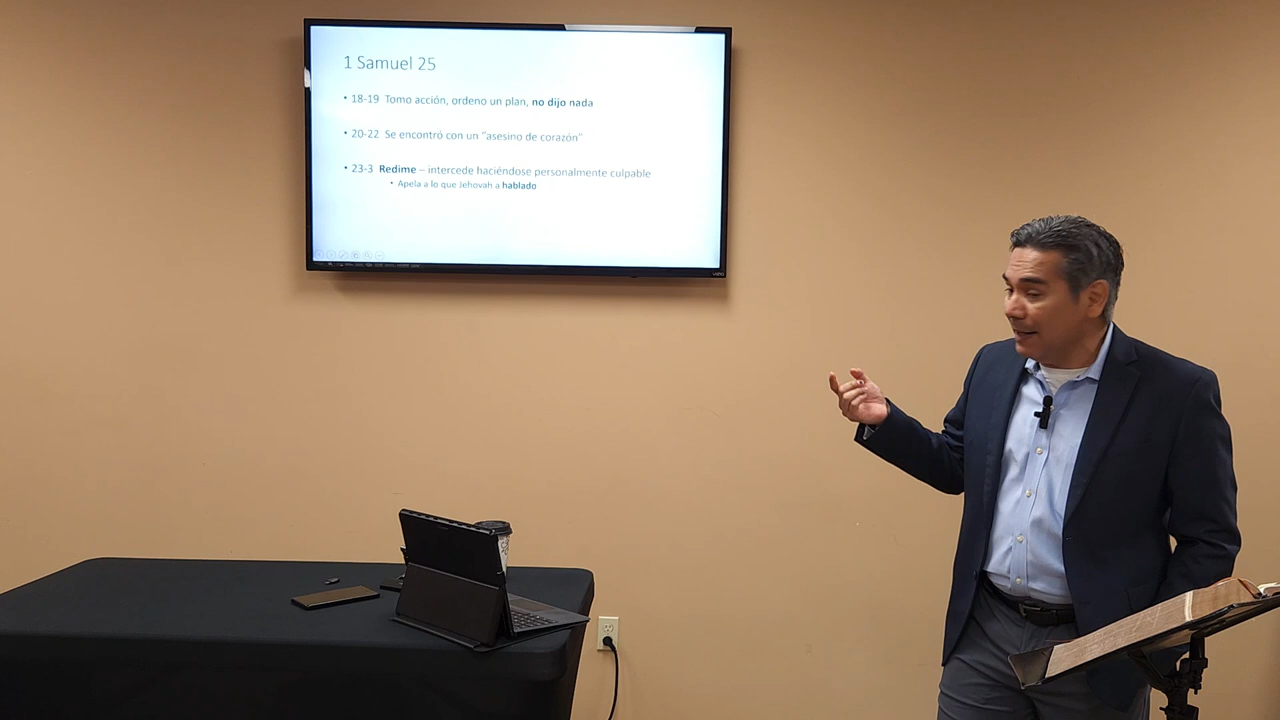 1 Samuel 25
• 18-19 Tomo acción, ordeno un plan, no dijo nada
• 20-22 Se encontró con un "asesino de corazón"
• 23-3 Redime – intercede haciéndose personalmente culpable
• Apela a lo que Jehovah a hablado
VIZIO